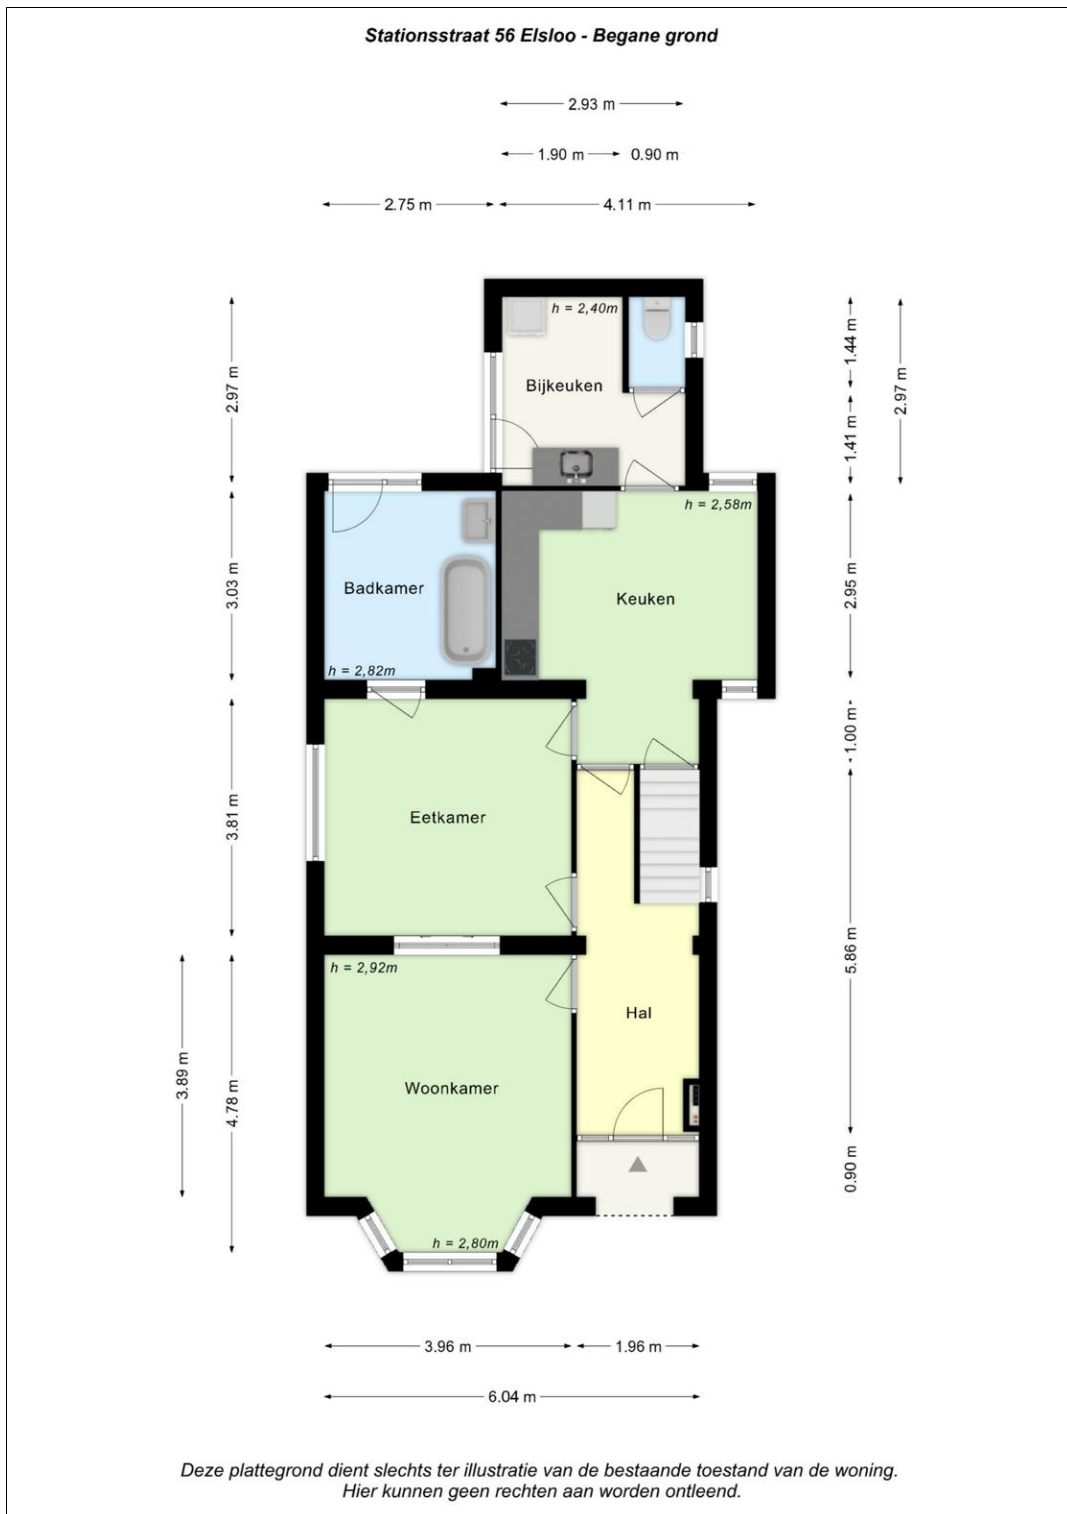 Stationsstraat 56 Elsloo - Begane grond
2.93 m
1.90 m 0.90 m
2.75 m 4.11 m
h = 2,40m
Bijkeuken
2.97 m
1.44 m
1.41 m
2.97 m
h = 2,58m
Badkamer
Keuken
h = 2,82m
3.03 m
2.95 m
1.00 m
Eetkamer
3.81 m
5.86 m
h = 2,92m
Hal
Woonkamer
3.89 m
4.78 m
0.90 m
h = 2,80m
3.96 m 1.96 m
6.04 m
Deze plattegrond dient slechts ter illustratie van de bestaande toestand van de woning.
Hier kunnen geen rechten aan worden ontleend.